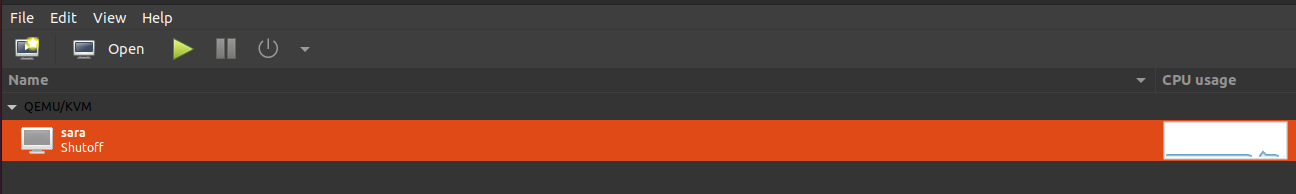 File Edit View Help
Open
Name CPU usage
QEMU/KVM
sara
Shutoff